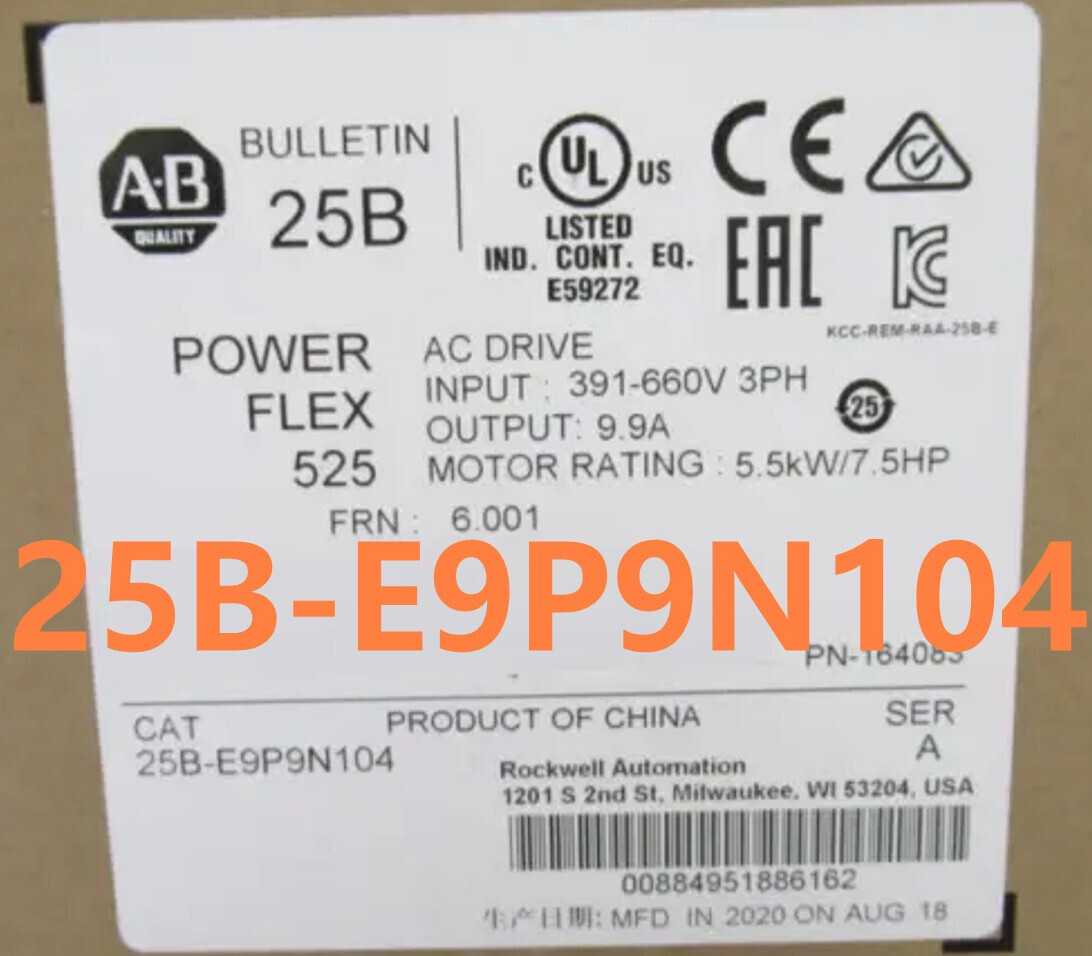 A·B
QUALITY
BULLETIN
25B
C UL US
LISTED
IND. CONT. EQ.
E59272
CE
EAC
KCC-REM-RAA-25B-E
POWER
FLEX
525
AC DRIVE
INPUT : 391-660V 3PH
OUTPUT: 9.9A
MOTOR RATING : 5.5kW/7.5HP
25
FRN : 6.001
25B-E9P9N104
PN-164083
CAT
25B-E9P9N104
PRODUCT OF CHINA
SER
A
Rockwell Automation
1201 S 2nd St, Milwaukee, WI 53204, USA
00884951886162
生产日期: MFD IN 2020 ON AUG 18